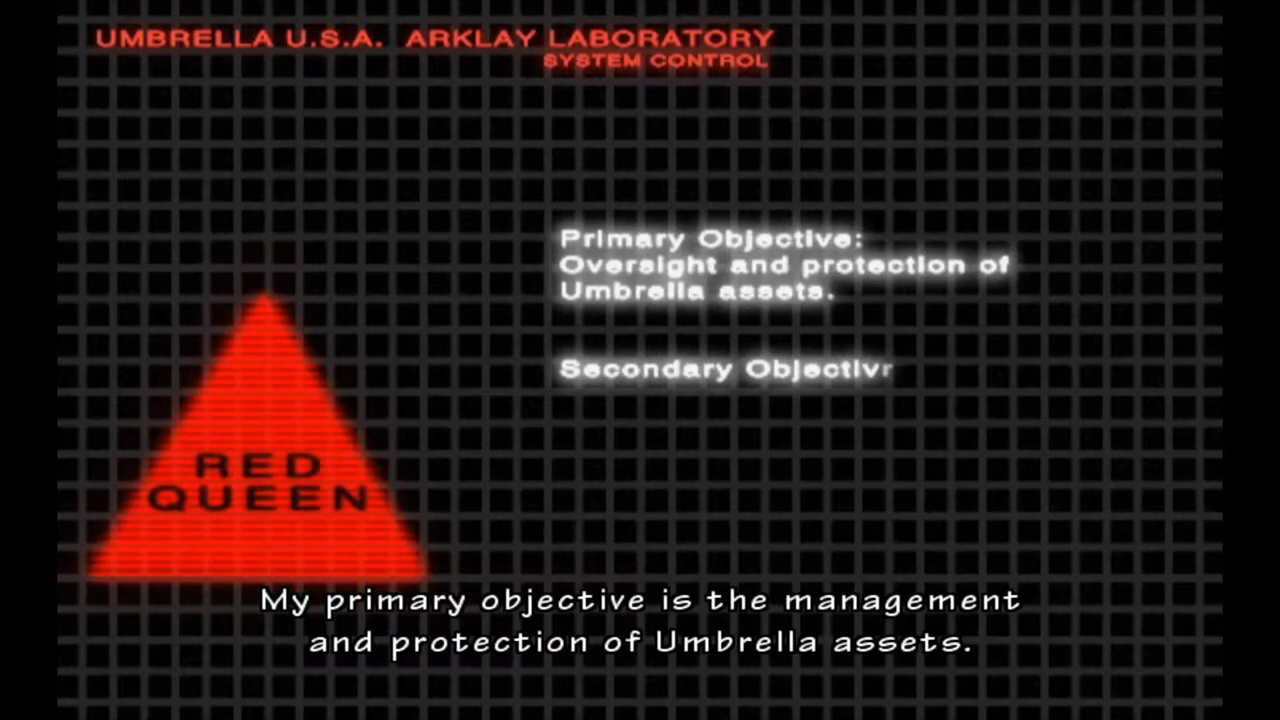 UMBRELLA U.S.A. ARKLAY LABORATORY
SYSTEM CONTROL
Primary Objective:
Oversight and protection of
Umbrella assets.
Secondary Objectivr
RED
QUEEN
My primary objective is the management
and protection of Umbrella assets.